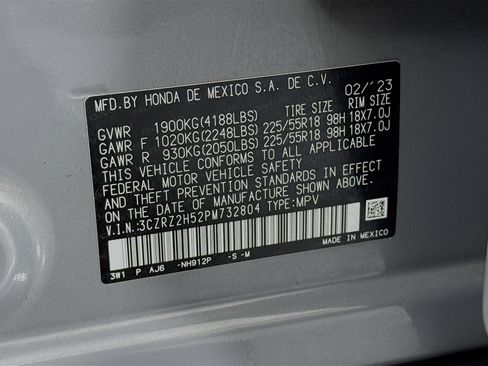 MFD.BY HONDA DE MEXICO S.A. DE C.V. 02/'23
TIRE SIZE RIM SIZE
GVWR 1900KG(4188LBS)
GAWR F 1020KG(2248LBS) 225/55R18 98H 18X7.0J
GAWR R 930KG(2050LBS) 225/55R18 98H 18X7.0J
THIS VEHICLE CONFORMS TO ALL APPLICABLE
FEDERAL MOTOR VEHICLE SAFETY
AND THEFT PREVENTION STANDARDS IN EFFECT
ON THE DATE OF MANUFACTURE SHOWN ABOVE.
V.I.N.:3CZRZ2H52PM732804 TYPE:MPV
3W1 P AJ6 -NH912P -S -M
MADE IN MEXICO